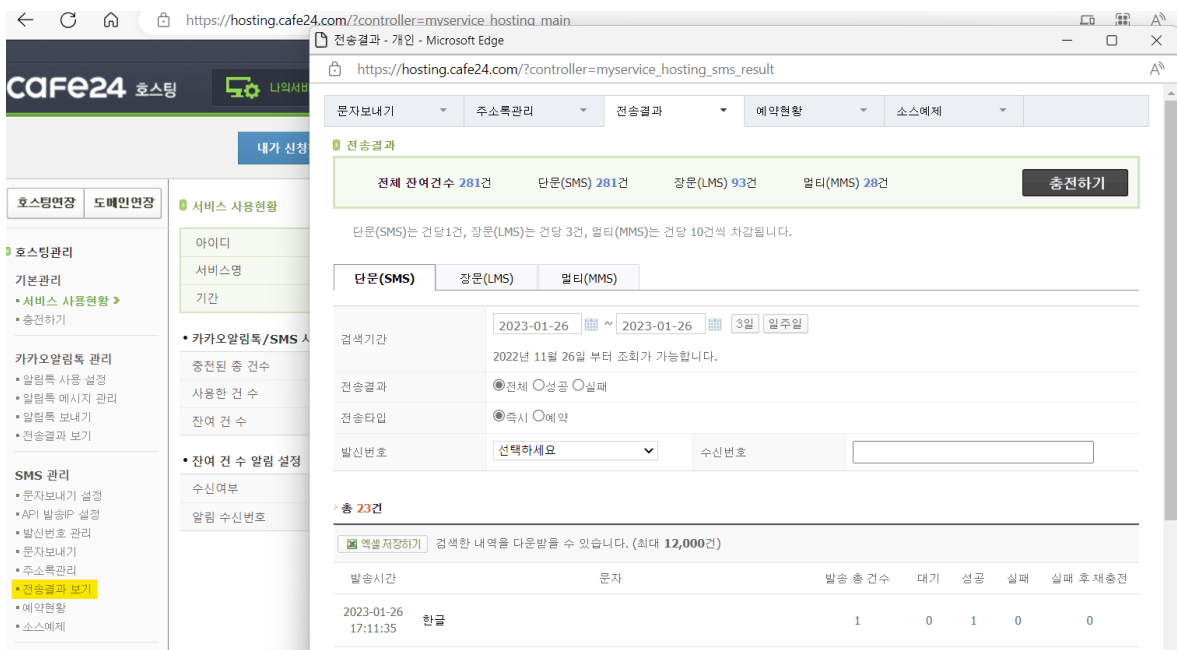 https://hosting.cafe24.com/?controller=myservice_hosting_main
전송결과 - 개인 - Microsoft Edge
https://hosting.cafe24.com/?controller=myservice_hosting_sms_result
cafe24 호스팅
나의서비
내가 신청
호스팅연장 도메인연장
호스팅관리
기본관리
서비스 사용현황
충전하기
카카오알림톡 관리
알림톡 사용 설정
알림톡 메시지 관리
알림톡 보내기
전송결과 보기
SMS 관리
문자보내기 설정
API 발송IP 설정
발신번호 관리
문자보내기
주소록관리
전송결과 보기
예약현황
소스예제
서비스 사용현황
아이디
서비스명
기간
카카오알림톡/SMS
충전된 총 건수
사용한 건 수
잔여 건 수
잔여 건 수 알림 설정
수신여부
알림 수신번호
문자보내기 주소록관리 전송결과 예약현황 소스예제
전송결과
전체 잔여건수 281건 단문(SMS) 281건 장문(LMS) 93건 멀티(MMS) 28건 충전하기
단문(SMS)는 건당1건, 장문(LMS)는 건당 3건, 멀티(MMS)는 건당 10건씩 차감됩니다.
단문(SMS) 장문(LMS) 멀티(MMS)
검색기간 2023-01-26 ~ 2023-01-26 3일 일주일
2022년 11월 26일 부터 조회가 가능합니다.
전송결과 전체 성공 실패
전송타입 즉시 예약
발신번호 선택하세요 수신번호
총 23건
엑셀저장하기 검색한 내역을 다운받을 수 있습니다. (최대 12,000건)
발송시간 문자 발송 총 건수 대기 성공 실패 실패 후 재충전
2023-01-26
17:11:35 한글 1 0 1 0 0